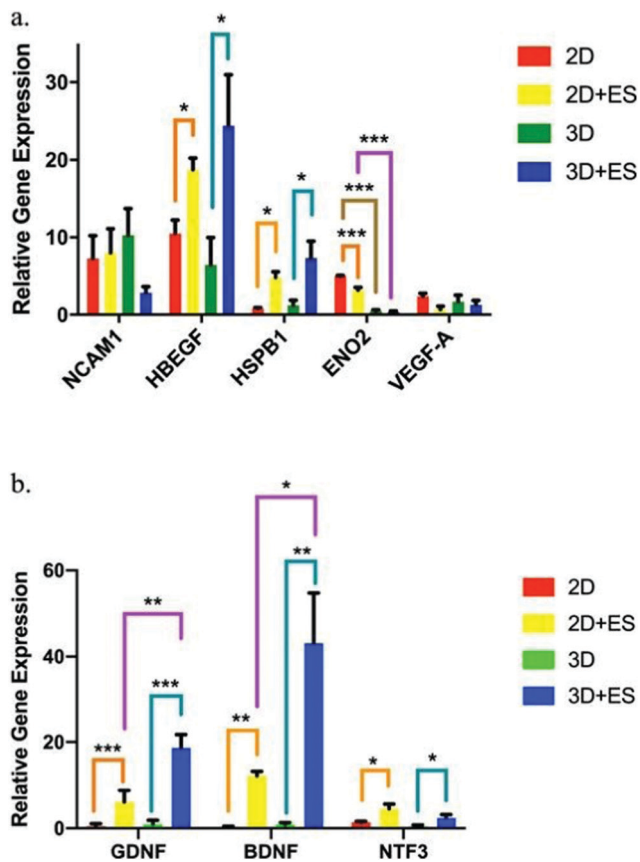 a.
Relative Gene Expression
30
20
10
0
*
*
*
*
***
***
***
NCAM1
HBEGF
HSPB1
ENO2
VEGF-A
2D
2D+ES
3D
3D+ES
b.
Relative Gene Expression
60
40
20
0
***
**
***
**
*
**
*
*
GDNF
BDNF
NTF3
2D
2D+ES
3D
3D+ES